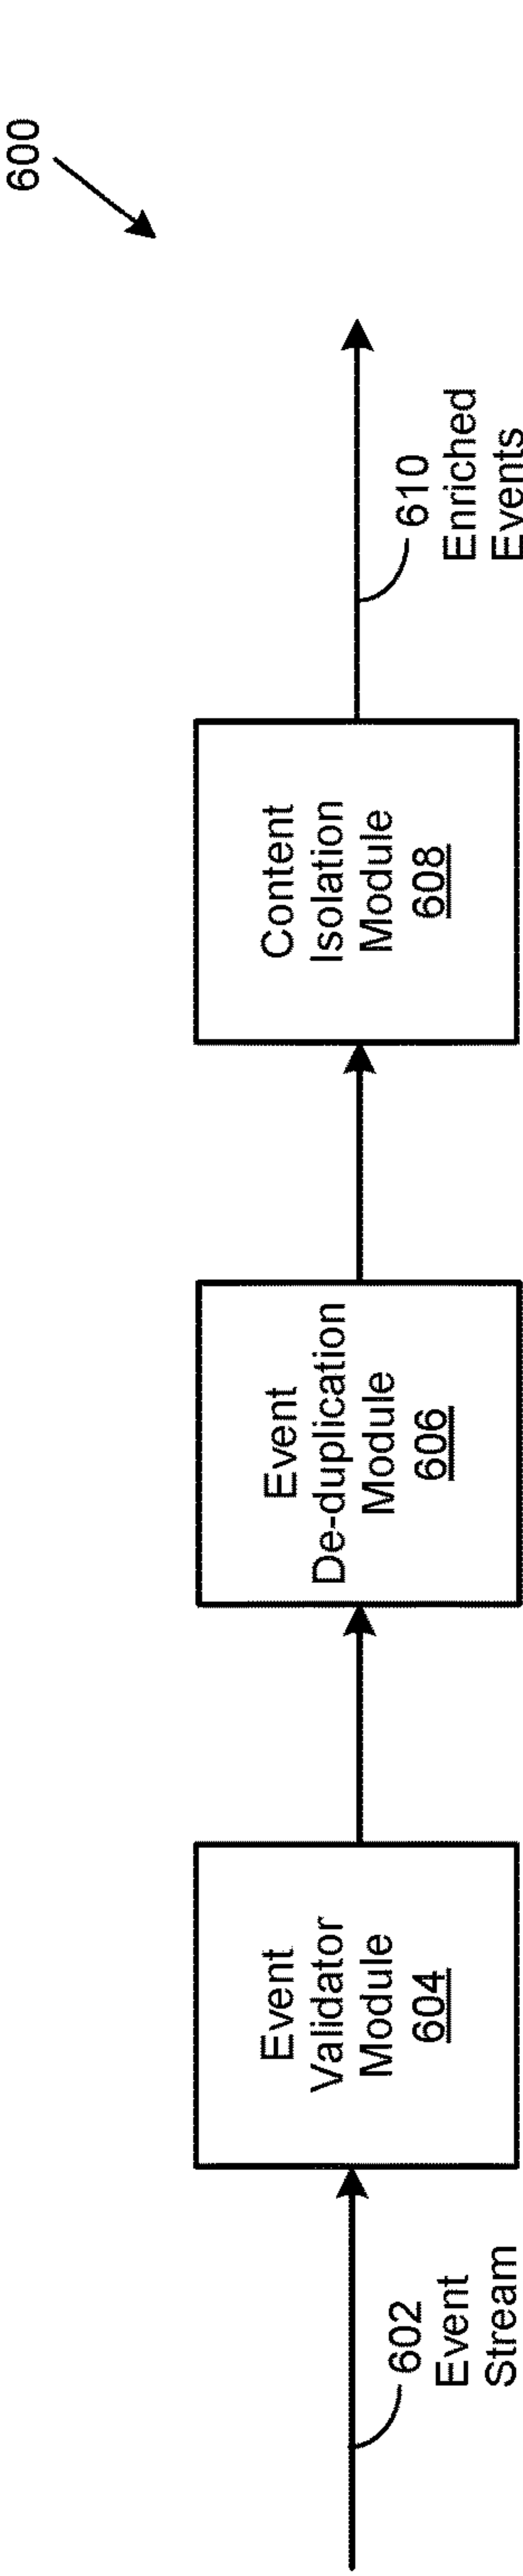 600
602
Event
Stream
Event
Validator
Module
604
Event
De-duplication
Module
606
Content
Isolation
Module
608
610
Enriched
Events